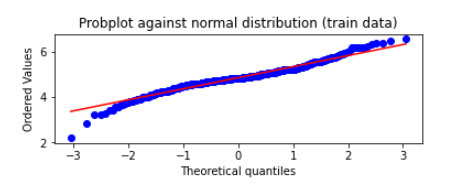 Probplot against normal distribution (train data)
6
4
2
Ordered Values
−3 −2 −1 0 1 2 3
Theoretical quantiles